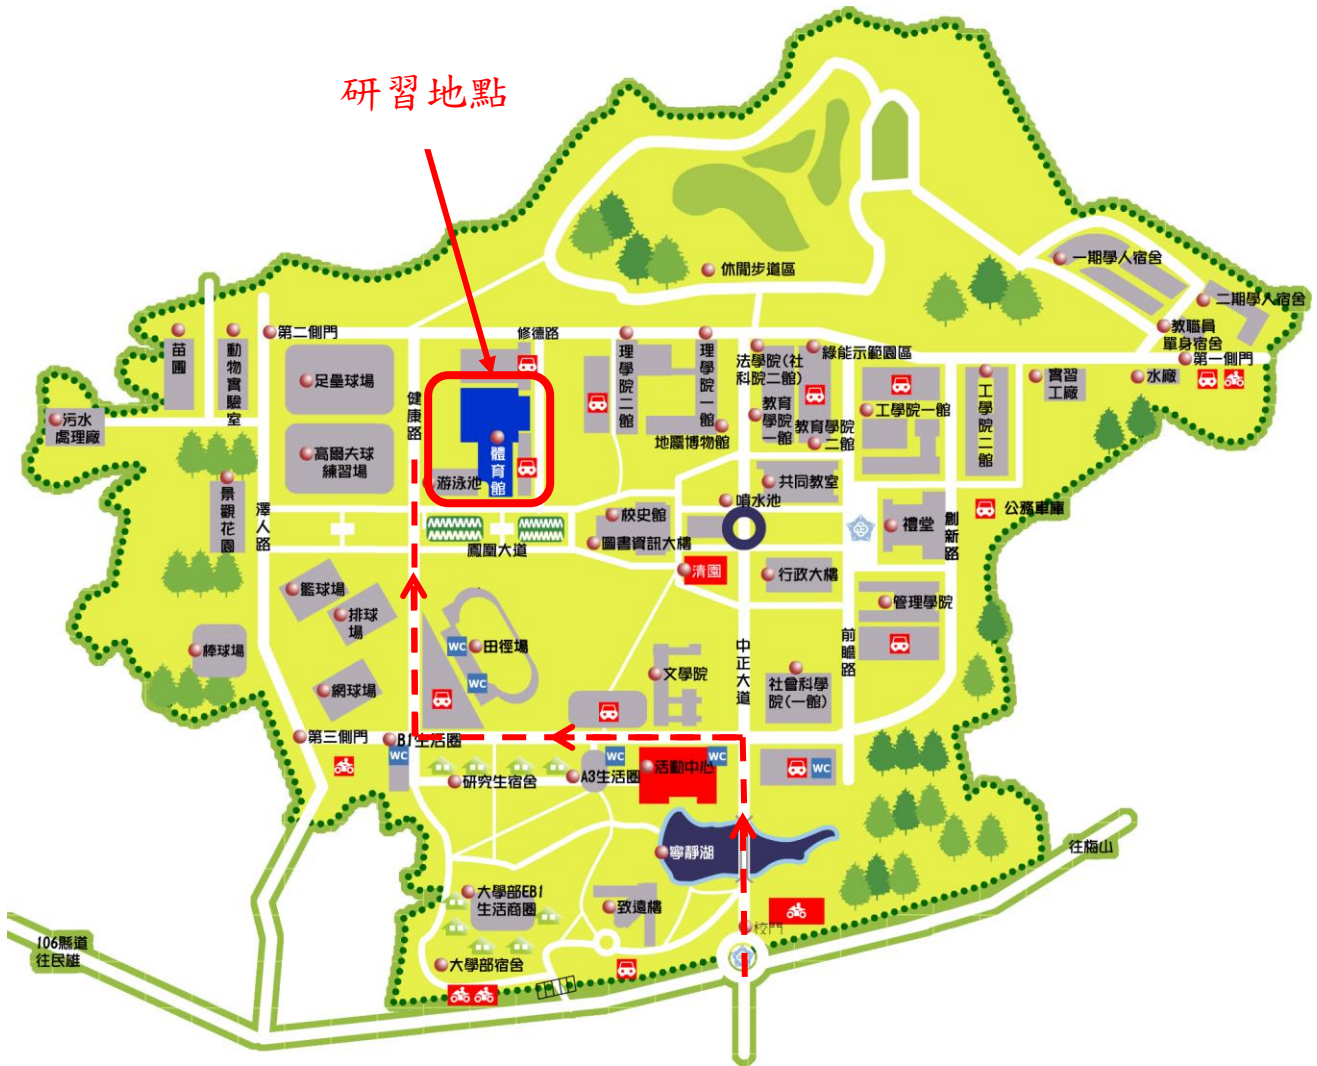 研習地點
休閒步道區
一期學人宿舍
二期學人宿舍
教職員
單身宿舍
第一側門
第二側門
修德路
苗圃
動物實驗室
足壘球場
健康路
理學院二館
理學院一館
法學院(社
科院二館)
綠能示範園區
實習
工廠
水廠
工學院一館
工學院二館
教育
學院
一館
教育學院
二館
地震博物館
污水
處理廠
高爾夫球
練習場
體育館
游泳池
景觀花園
澤人路
共同教室
噴水池
校史館
圖書資訊大樓
鳳凰大道
禮堂
創新路
公務車庫
清園
行政大樓
管理學院
籃球場
排球
場
棒球場
網球場
WC
田徑場
WC
文學院
中正大道
前瞻路
社會科學
院(一館)
第三側門
B1生活圈
WC
研究生宿舍
A3生活圈
WC
活動中心
WC
WC
寧靜湖
往梅山
大學部EB1
生活商圈
致遠樓
校門
大學部宿舍
106縣道
往民雄